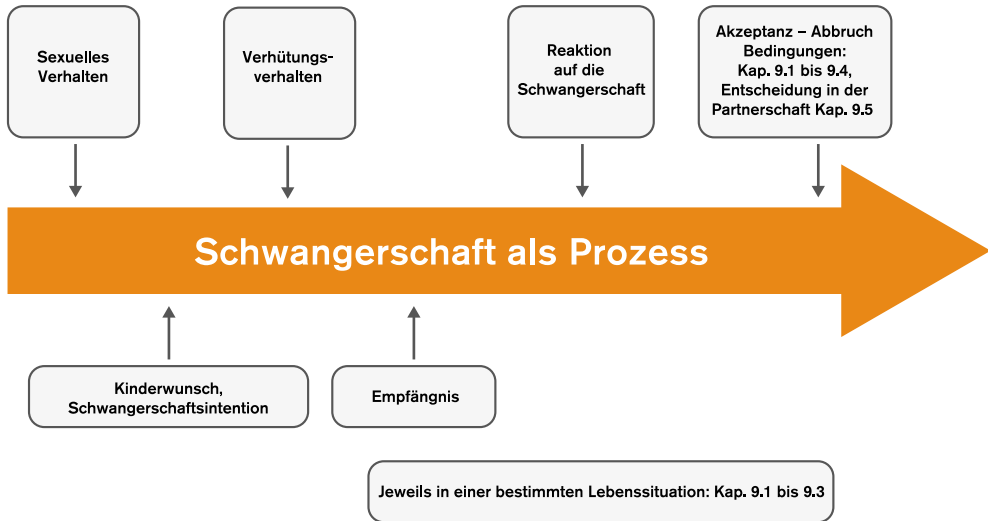 Sexuelles
Verhalten
Verhütungs-
verhalten
Reaktion
auf die
Schwangerschaft
Akzeptanz – Abbruch
Bedingungen:
Kap. 9.1 bis 9.4,
Entscheidung in der
Partnerschaft Kap. 9.5
Schwangerschaft als Prozess
Kinderwunsch,
Schwangerschaftsintention
Empfängnis
Jeweils in einer bestimmten Lebenssituation: Kap. 9.1 bis 9.3